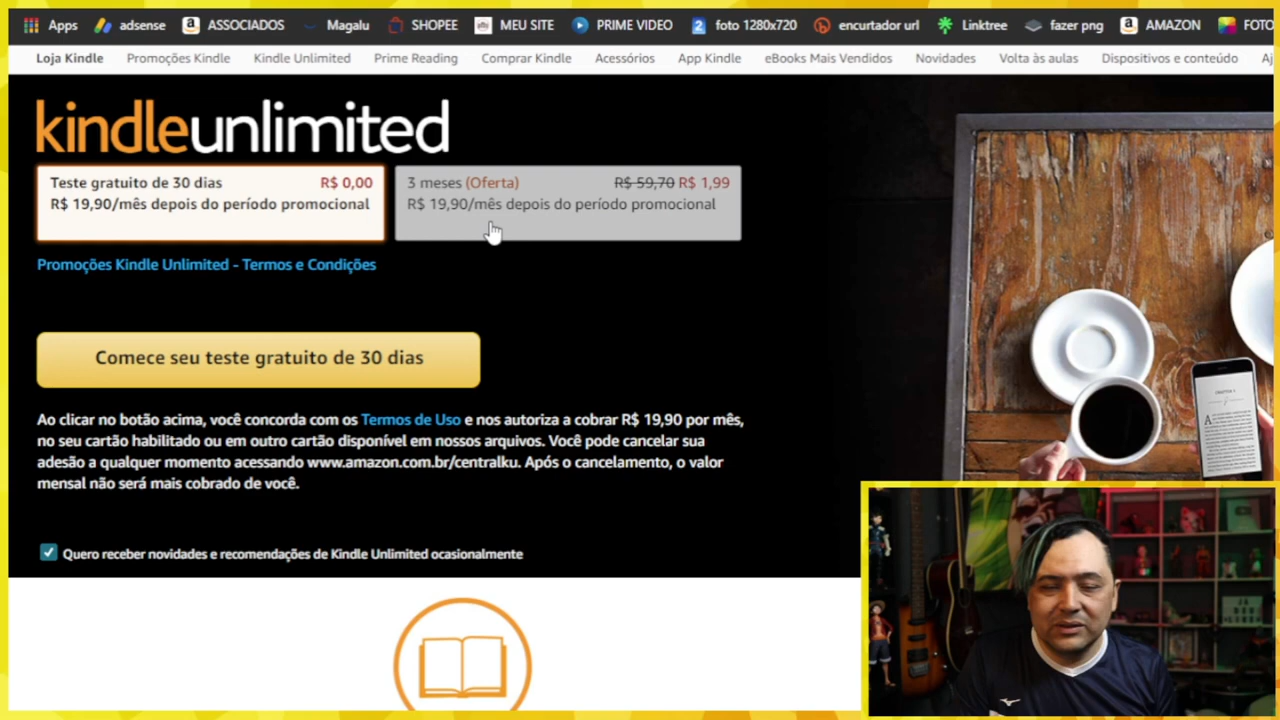 Apps adsense ASSOCIADOS Magalu SHOPEE MEU SITE PRIME VIDEO foto 1280x720 encurtador url Linktree fazer png AMAZON FOTO
Loja Kindle Promoções Kindle Kindle Unlimited Prime Reading Comprar Kindle Acessórios App Kindle eBooks Mais Vendidos Novidades Volta às aulas Dispositivos e conteúdo Aj
kindleunlimited
Teste gratuito de 30 dias R$ 0,00
R$ 19,90/mês depois do período promocional
3 meses (Oferta) R$ 59,70 R$ 1,99
R$ 19,90/mês depois do período promocional
Promoções Kindle Unlimited - Termos e Condições
Comece seu teste gratuito de 30 dias
Ao clicar no botão acima, você concorda com os Termos de Uso e nos autoriza a cobrar R$ 19,90 por mês,
no seu cartão habilitado ou em outro cartão disponível em nossos arquivos. Você pode cancelar sua
adesão a qualquer momento acessando www.amazon.com.br/centralku. Após o cancelamento, o valor
mensal não será mais cobrado de você.
Quero receber novidades e recomendações de Kindle Unlimited ocasionalmente